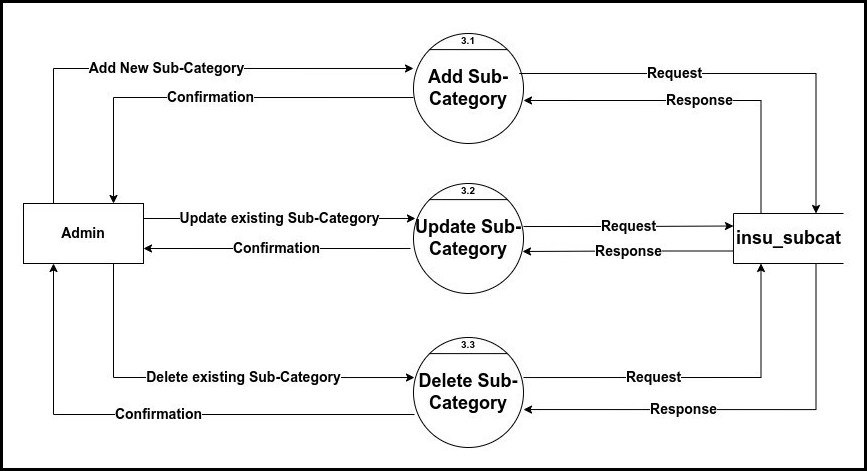 3.1
Add New Sub-Category
Add Sub-
Category
Request
Confirmation
Response
3.2
Admin
Update existing Sub-Category
Update Sub-
Category
Request
insu_subcat
Confirmation
Response
3.3
Delete existing Sub-Category
Delete Sub-
Category
Request
Confirmation
Response